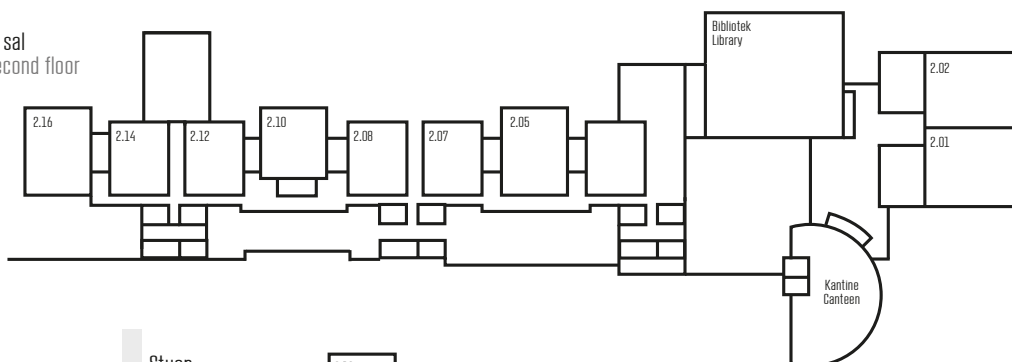 sal
econd floor
Bibliotek
Library
2.02
2.16
2.14
2.12
2.10
2.08
2.07
2.05
2.01
Kantine
Canteen
Stuen